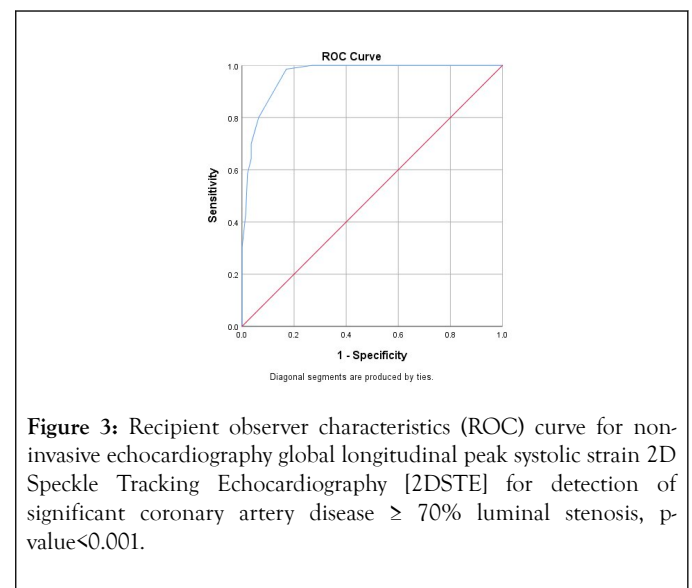 ROC Curve
1.0
0.8
0.6
0.4
0.2
0.0
Sensitivity
0.0 0.2 0.4 0.6 0.8 1.0
1 - Specificity
Diagonal segments are produced by ties.
Figure 3: Recipient observer characteristics (ROC) curve for non-
invasive echocardiography global longitudinal peak systolic strain 2D
Speckle Tracking Echocardiography [2DSTE] for detection of
significant coronary artery disease ≥ 70% luminal stenosis, p-
value<0.001.